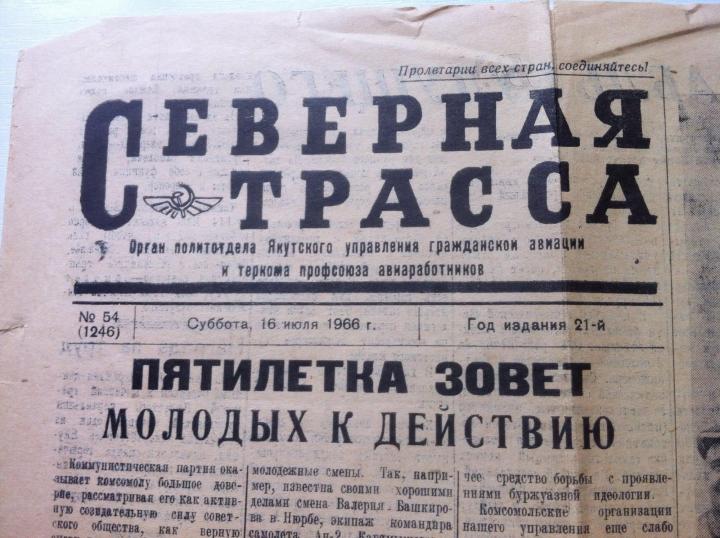 Пролетарии всех стран, соединяйтесь!
СЕВЕРНАЯ
ТРАССА
Орган политотдела Якутского управления гражданской авиации
и теркома профсоюза авиаработников
№ 54
(1246)
Суббота, 16 июля 1966 г.
Год издания 21-й
ПЯТИЛЕТКА ЗОВЕТ
МОЛОДЫХ К ДЕЙСТВИЮ
Коммунистическая партия ока-
зывает комсомолу большое дове-
рие, рассматривая его как актив-
ную созидательную силу совет-
ского общества, как верную
молодежные смены. Так, напри-
мер, известна своими хорошими
делами смена Валерия Башкиро-
ва в Нюрбе, экипаж командира
самолета Ан-2
чее средство борьбы с проявле-
ниями буржуазной идеологии.
Комсомольские организации
нашего управления еще слабо